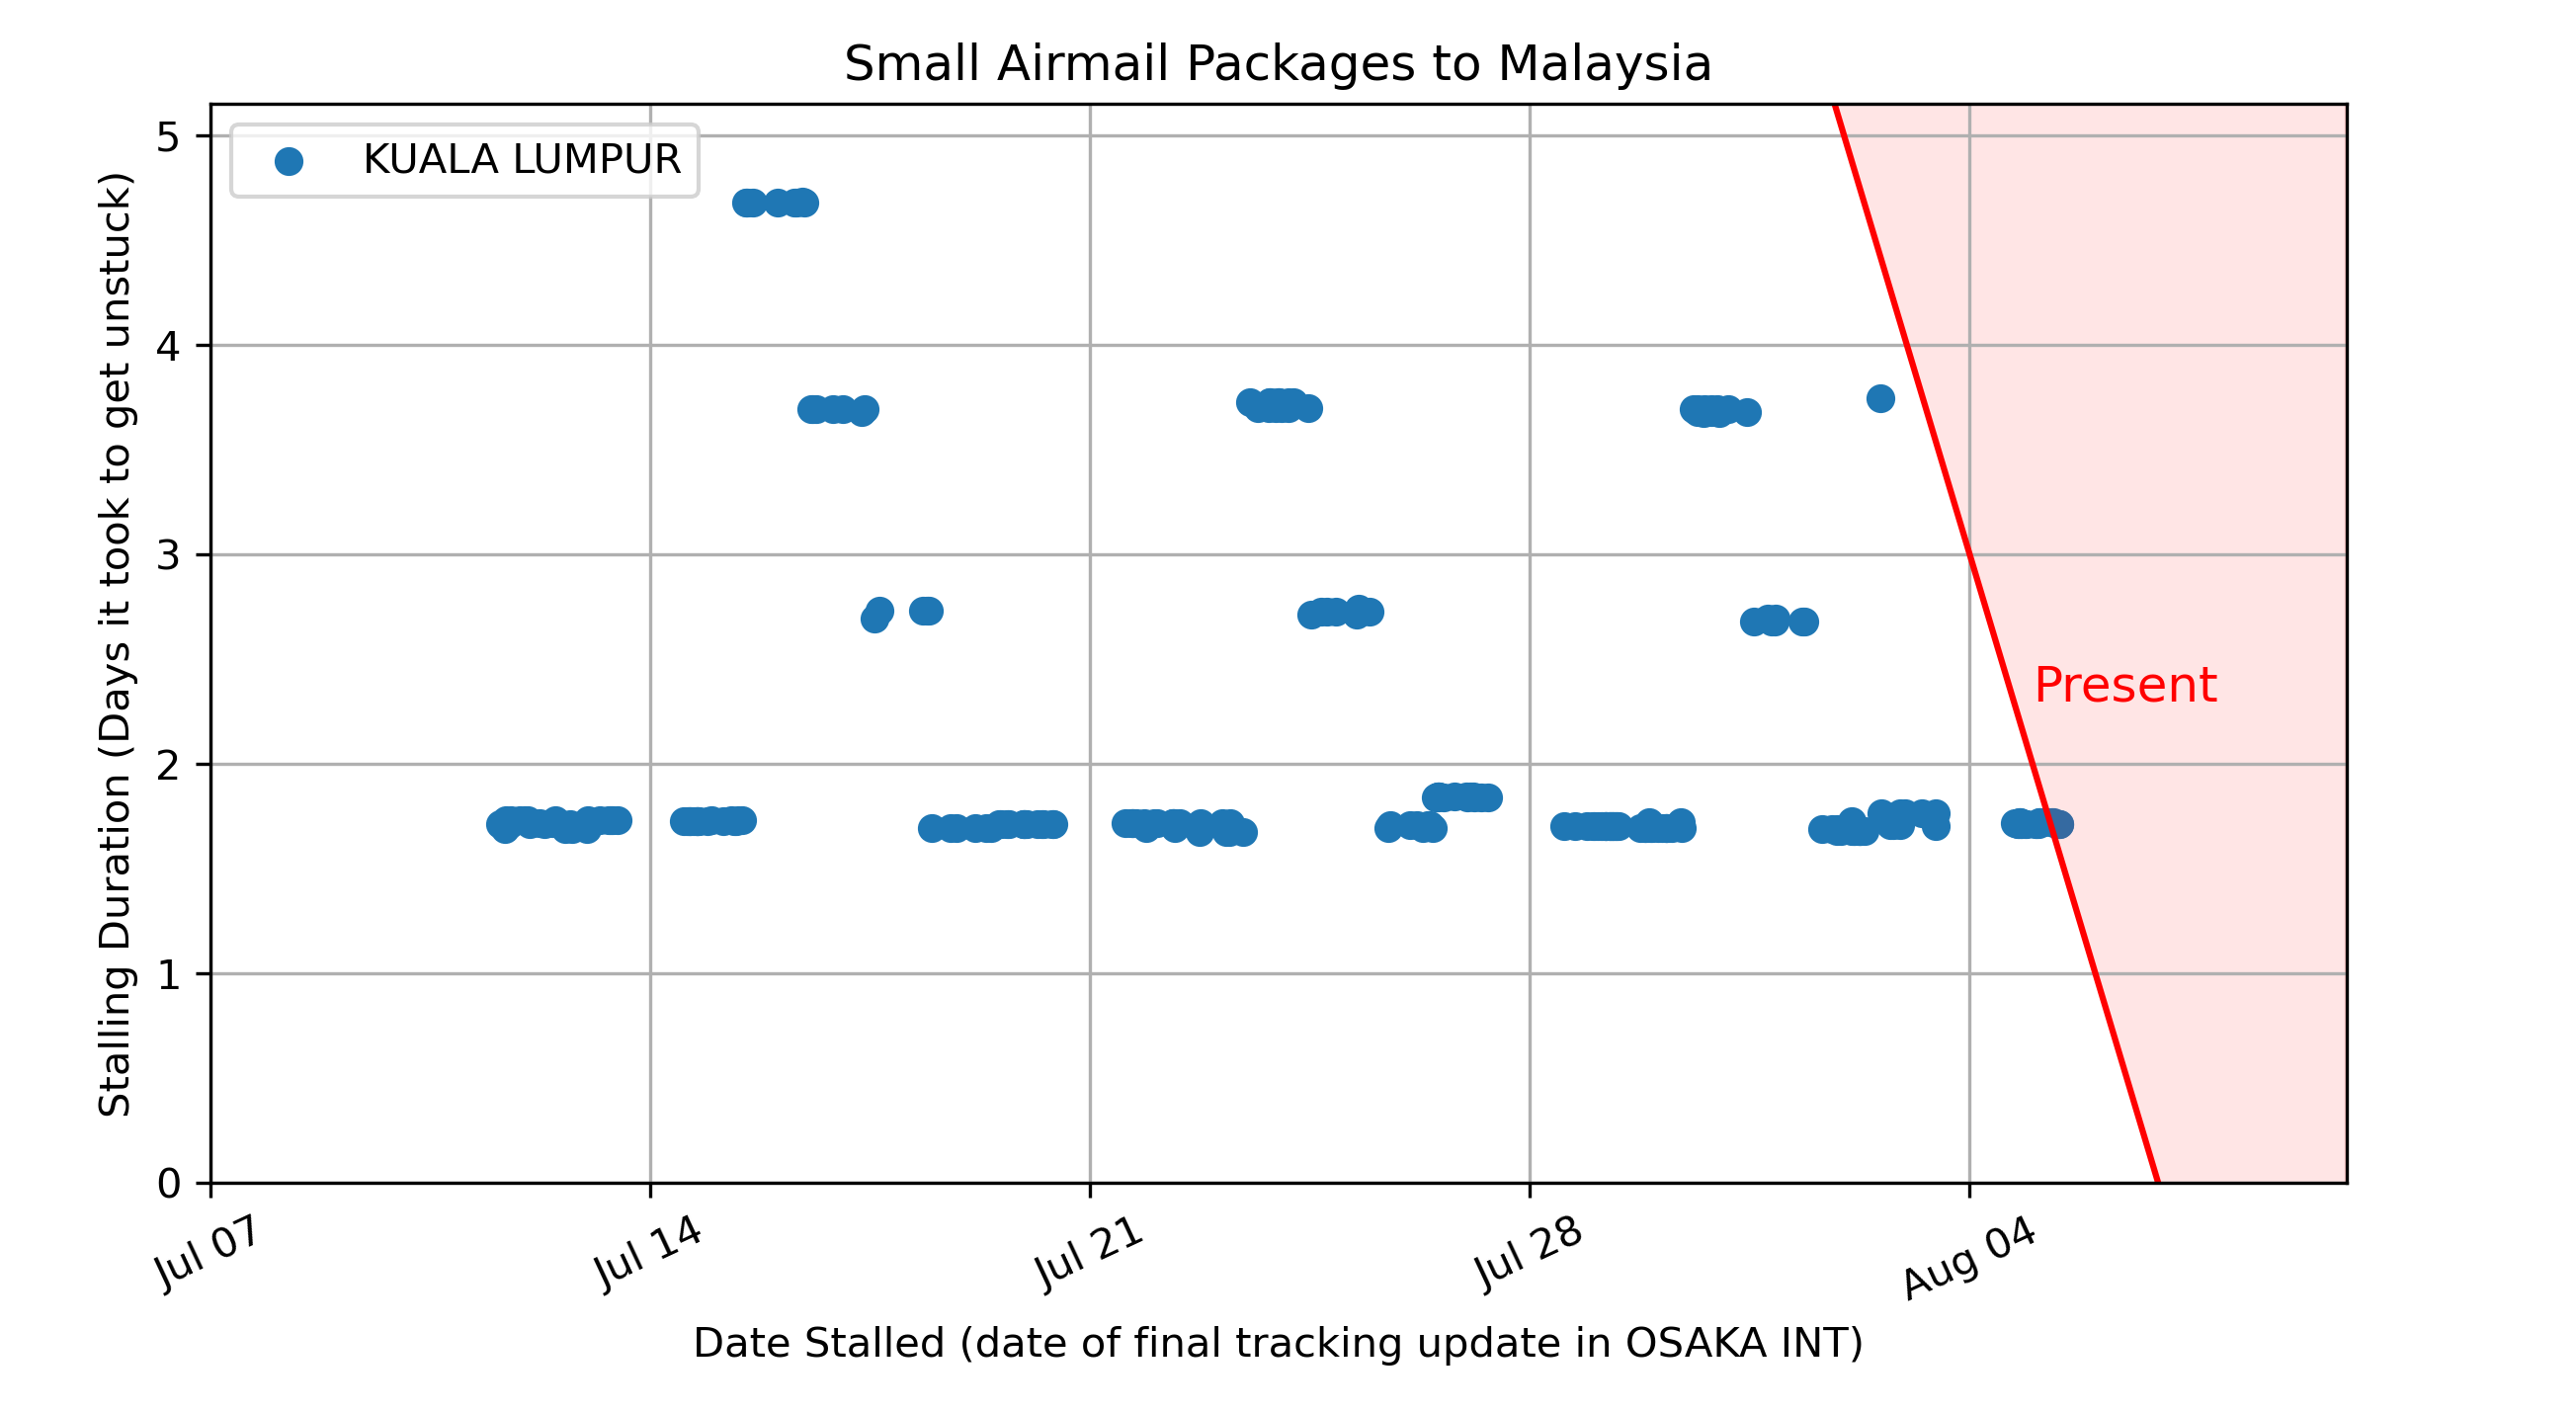 Small Airmail Packages to Malaysia
KUALA LUMPUR
Stalling Duration (Days it took to get unstuck)
5
4
3
2
1
0
Present
Jul 07
Jul 14
Jul 21
Jul 28
Aug 04
Date Stalled (date of final tracking update in OSAKA INT)